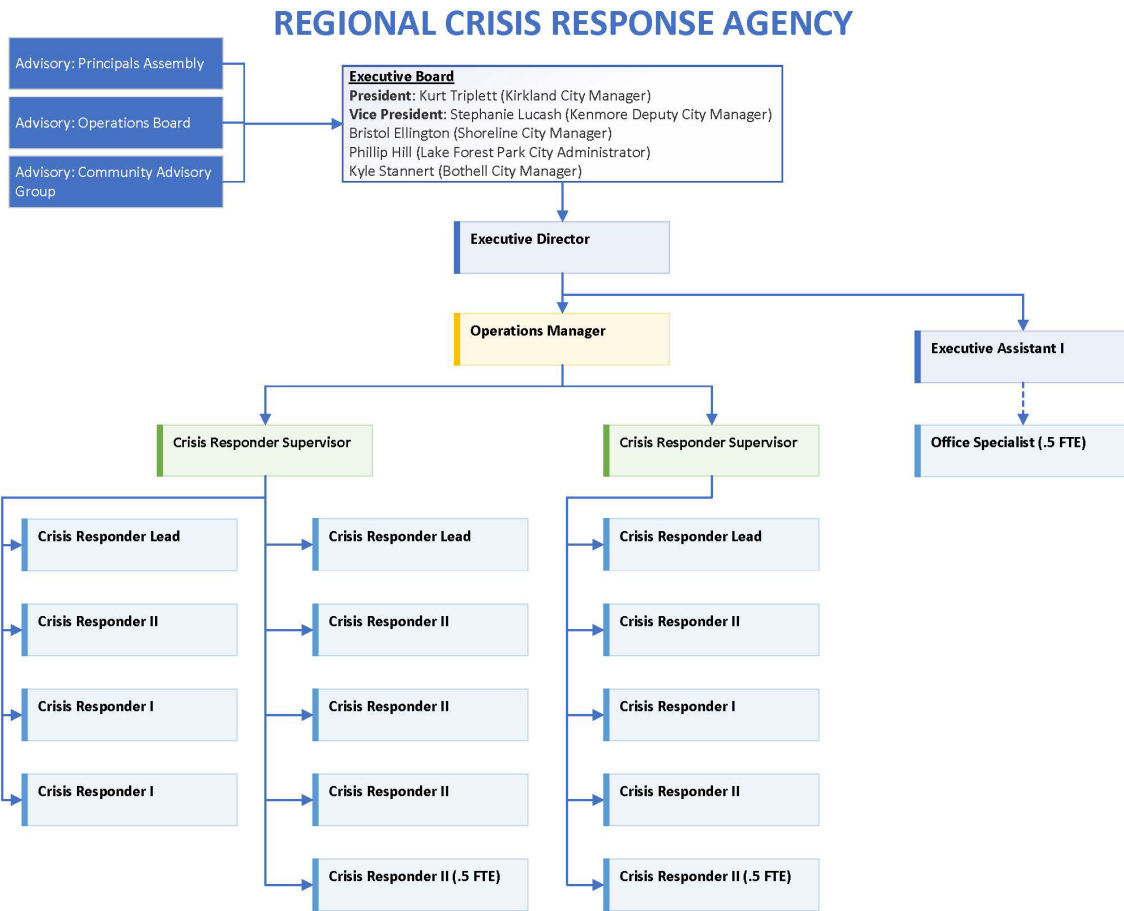 REGIONAL CRISIS RESPONSE AGENCY
Advisory: Principals Assembly
Advisory: Operations Board
Advisory: Community Advisory
Group
Executive Board
President: Kurt Triplett (Kirkland City Manager)
Vice President: Stephanie Lucash (Kenmore Deputy City Manager)
Bristol Ellington (Shoreline City Manager)
Phillip Hill (Lake Forest Park City Administrator)
Kyle Stannert (Bothell City Manager)
Executive Director
Operations Manager
Executive Assistant I
Crisis Responder Supervisor
Crisis Responder Supervisor
Office Specialist (.5 FTE)
Crisis Responder Lead
Crisis Responder II
Crisis Responder I
Crisis Responder I
Crisis Responder Lead
Crisis Responder II
Crisis Responder II
Crisis Responder II
Crisis Responder II (.5 FTE)
Crisis Responder Lead
Crisis Responder II
Crisis Responder I
Crisis Responder II
Crisis Responder II (.5 FTE)